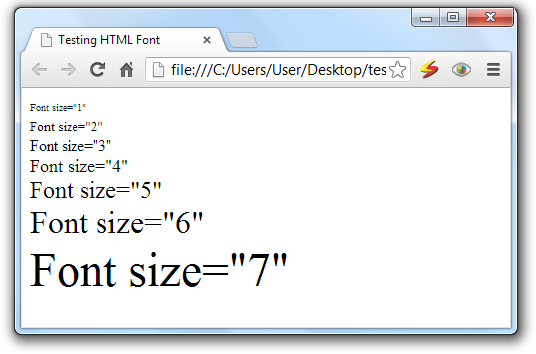 Testing HTML Font
file:///C:/Users/User/Desktop/tes
Font size="1"
Font size="2"
Font size="3"
Font size="4"
Font size="5"
Font size="6"
Font size="7"